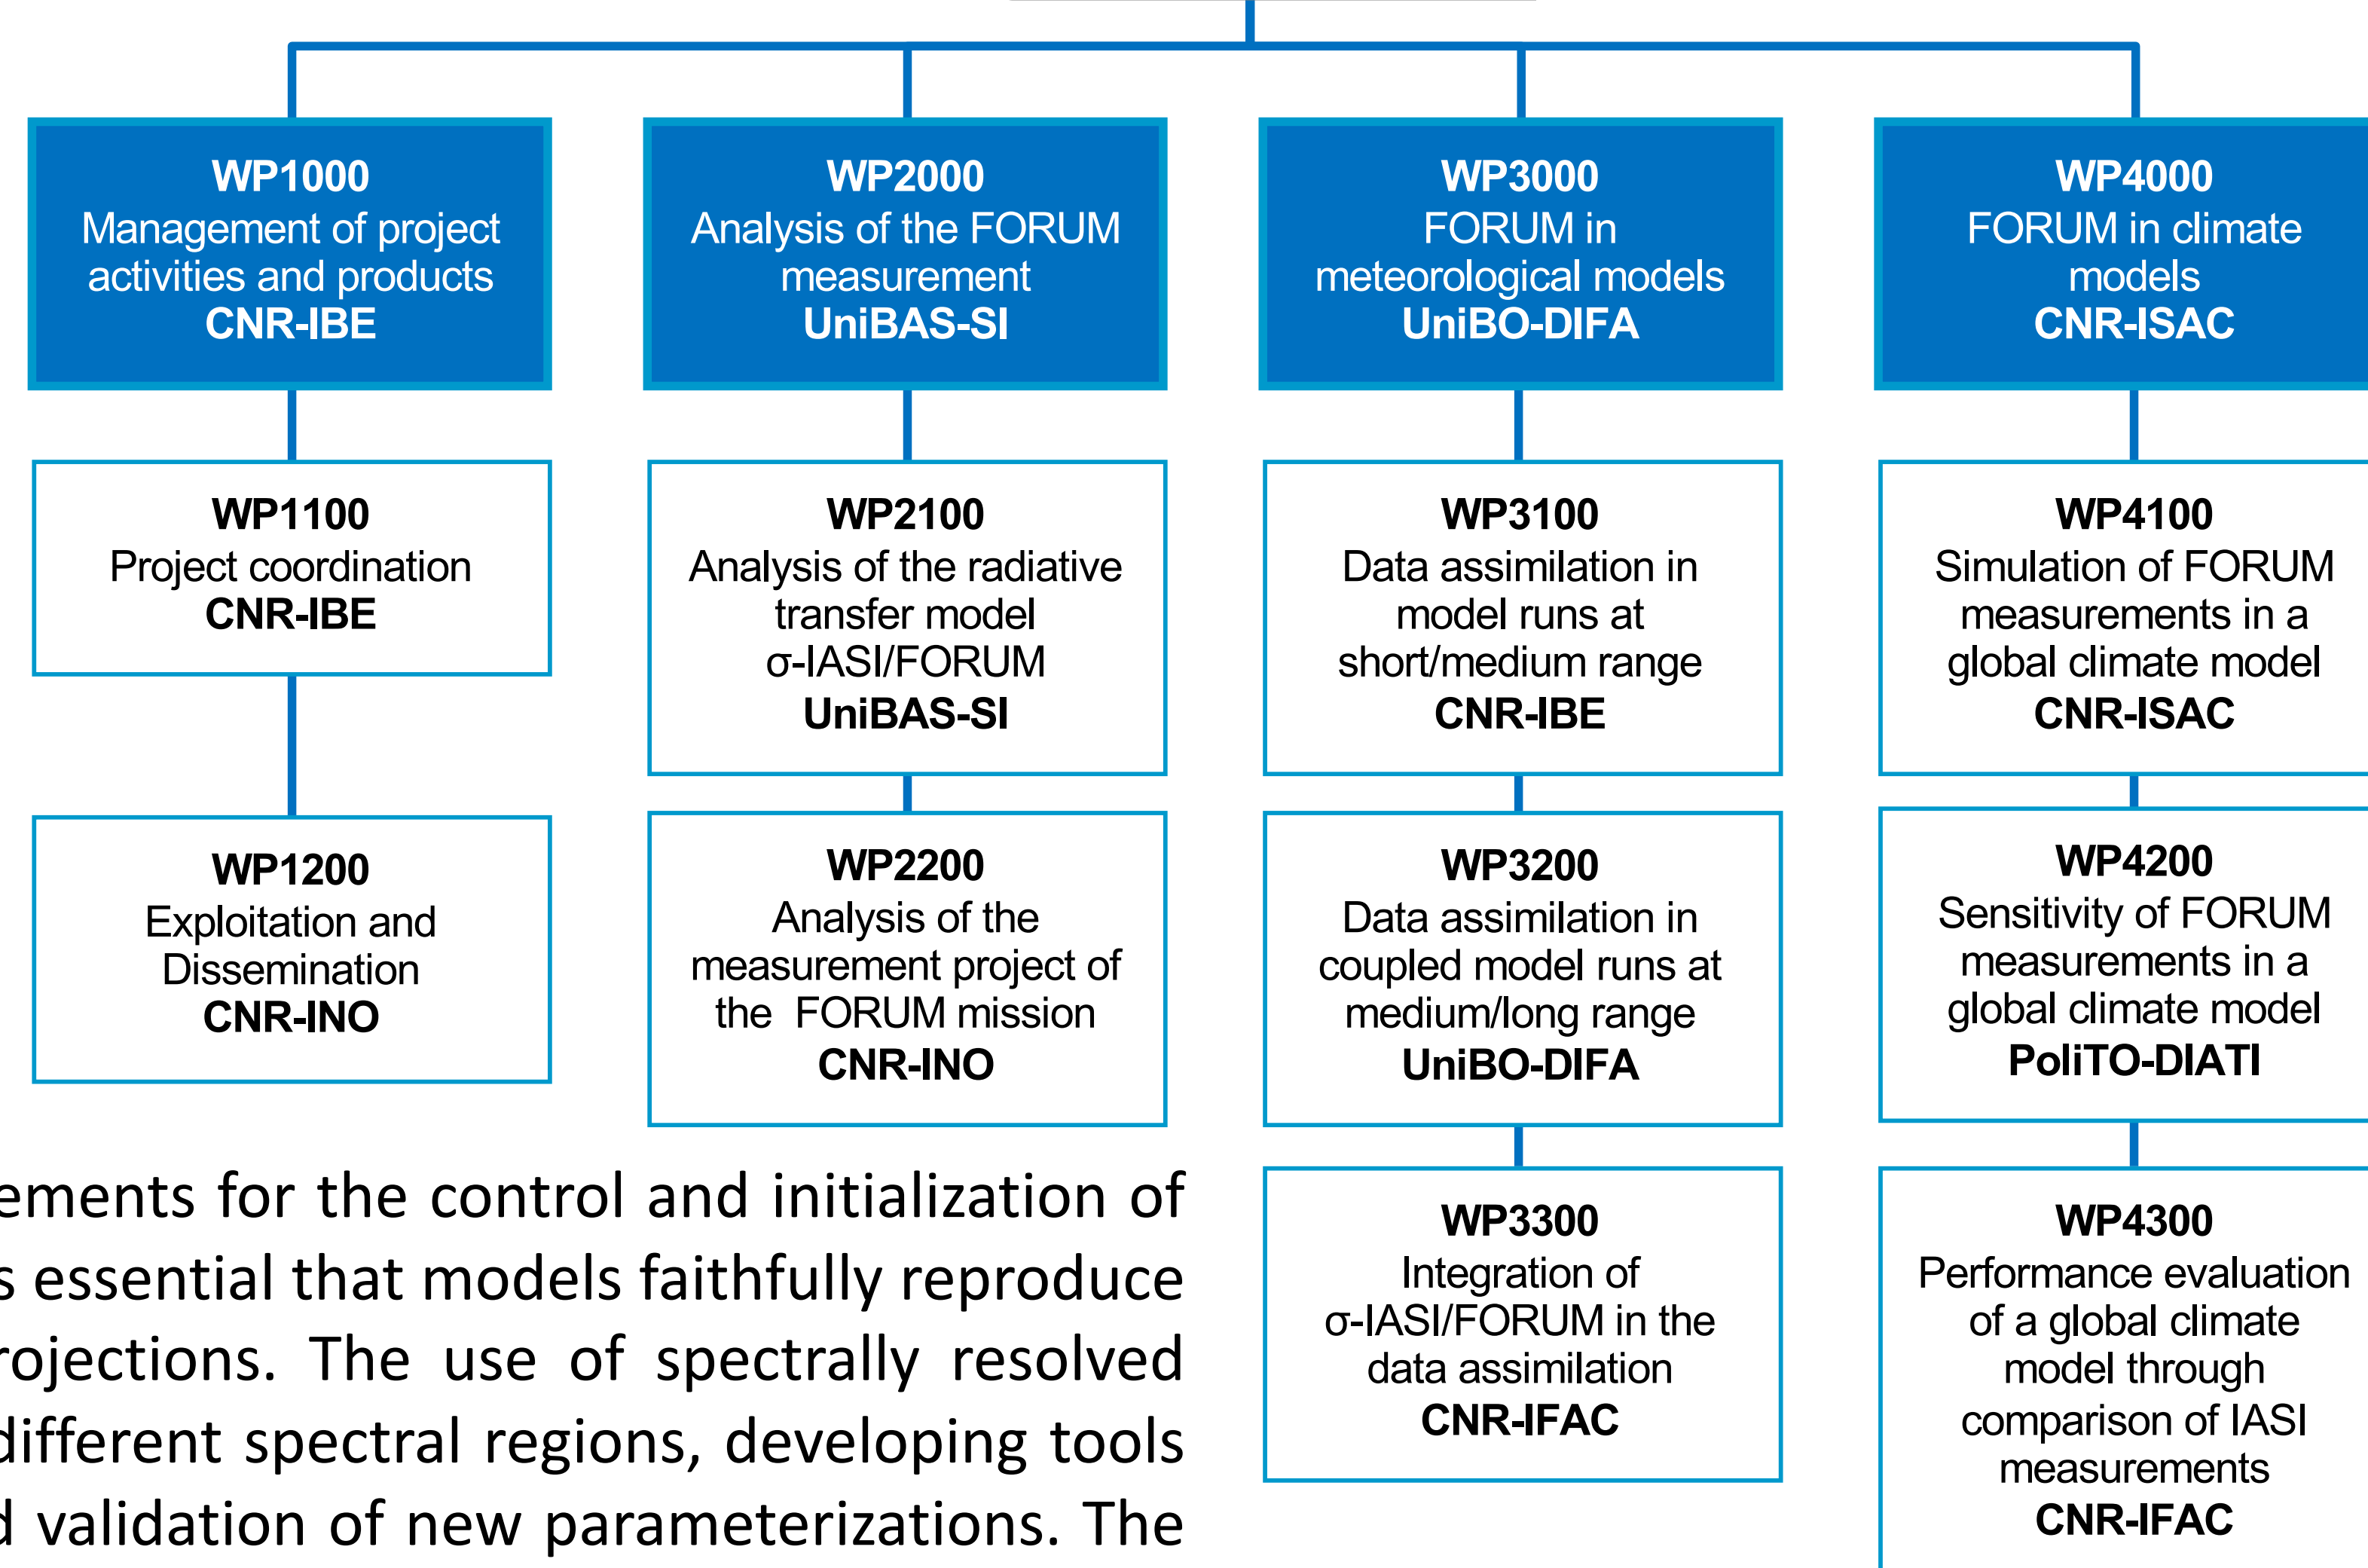 WP1000
Management of project
activities and products
CNR-IBE
WP2000
Analysis of the FORUM
measurement
UniBAS-SI
WP3000
FORUM in
meteorological models
UniBO-DIFA
WP4000
FORUM in climate
models
CNR-ISAC
WP1100
Project coordination
CNR-IBE
WP2100
Analysis of the radiative
transfer model
σ-IASI/FORUM
UniBAS-SI
WP3100
Data assimilation in
model runs at
short/medium range
CNR-IBE
WP4100
Simulation of FORUM
measurements in a
global climate model
CNR-ISAC
WP1200
Exploitation and
Dissemination
CNR-INO
WP2200
Analysis of the
measurement project of
the FORUM mission
CNR-INO
WP3200
Data assimilation in
coupled model runs at
medium/long range
UniBO-DIFA
WP4200
Sensitivity of FORUM
measurements in a
global climate model
PoliTO-DIATI
WP3300
Integration of
σ-IASI/FORUM in the
data assimilation
CNR-IFAC
WP4300
Performance evaluation
of a global climate
model through
comparison of IASI
measurements
CNR-IFAC
ements for the control and initialization of
s essential that models faithfully reproduce
rojections. The use of spectrally resolved
different spectral regions, developing tools
d validation of new parameterizations. The